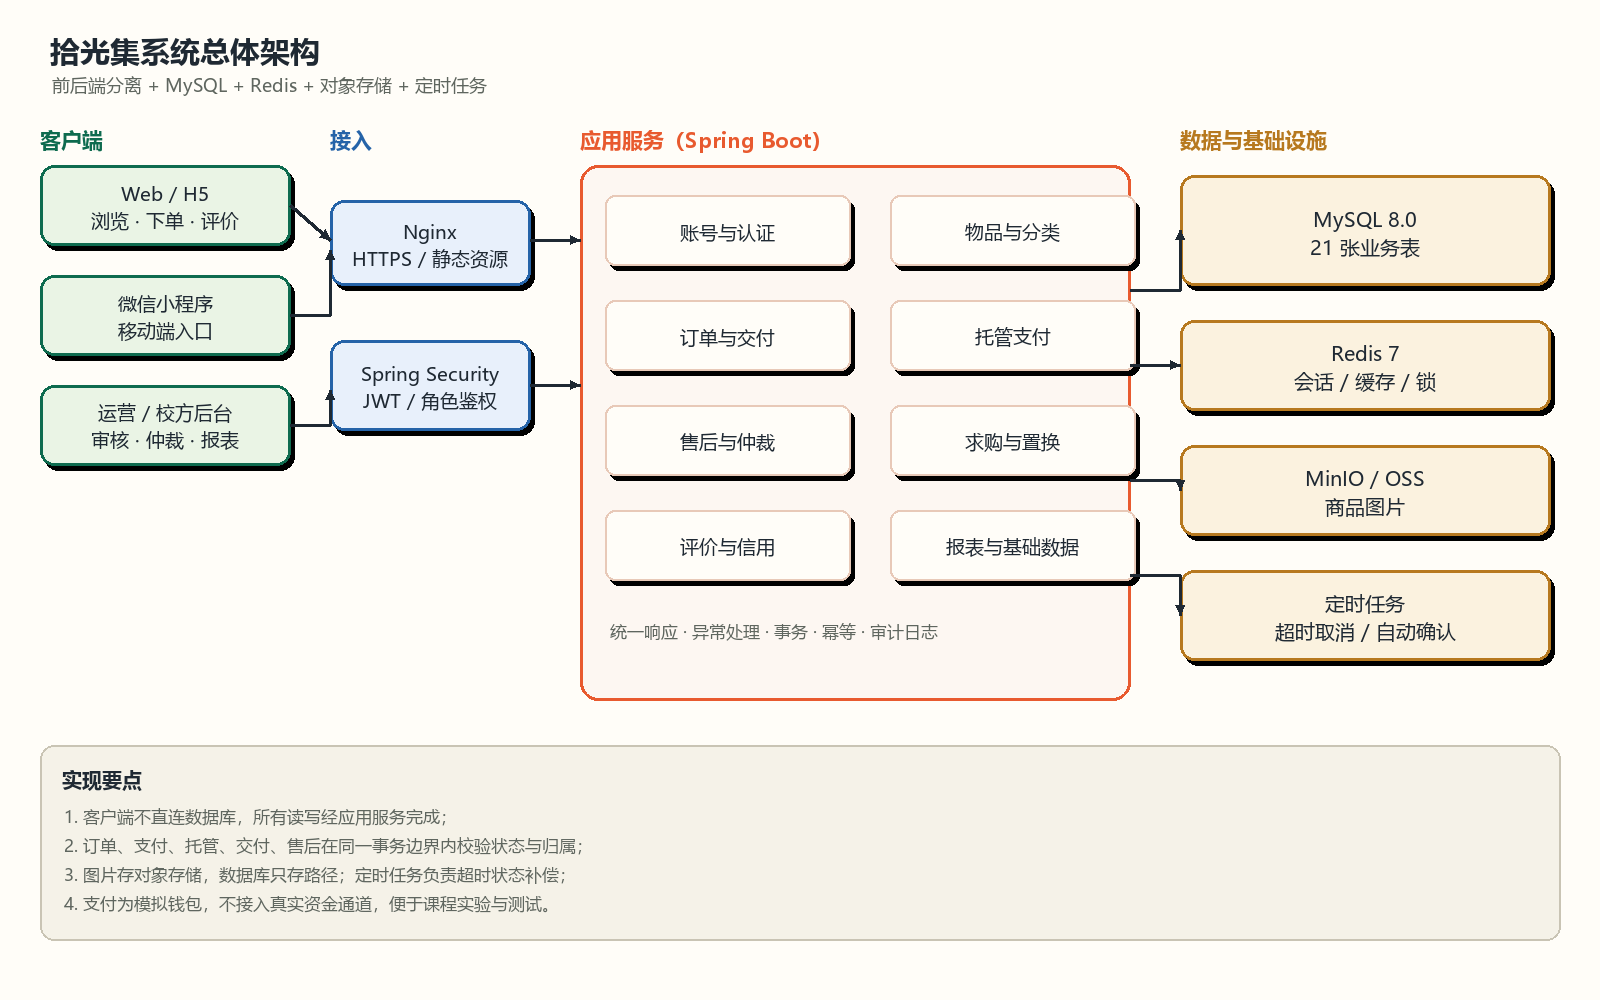 拾光集系统总体架构
前后端分离 + MySQL + Redis + 对象存储 + 定时任务
客户端
Web / H5
浏览 · 下单 · 评价
微信小程序
移动端入口
运营 / 校方后台
审核 · 仲裁 · 报表
接入
Nginx
HTTPS / 静态资源
Spring Security
JWT / 角色鉴权
应用服务（Spring Boot）
账号与认证
物品与分类
订单与交付
托管支付
售后与仲裁
求购与置换
评价与信用
报表与基础数据
统一响应 · 异常处理 · 事务 · 幂等 · 审计日志
数据与基础设施
MySQL 8.0
21 张业务表
Redis 7
会话 / 缓存 / 锁
MinIO / OSS
商品图片
定时任务
超时取消 / 自动确认
实现要点
1. 客户端不直连数据库，所有读写经应用服务完成；
2. 订单、支付、托管、交付、售后在同一事务边界内校验状态与归属；
3. 图片存对象存储，数据库只存路径；定时任务负责超时状态补偿；
4. 支付为模拟钱包，不接入真实资金通道，便于课程实验与测试。